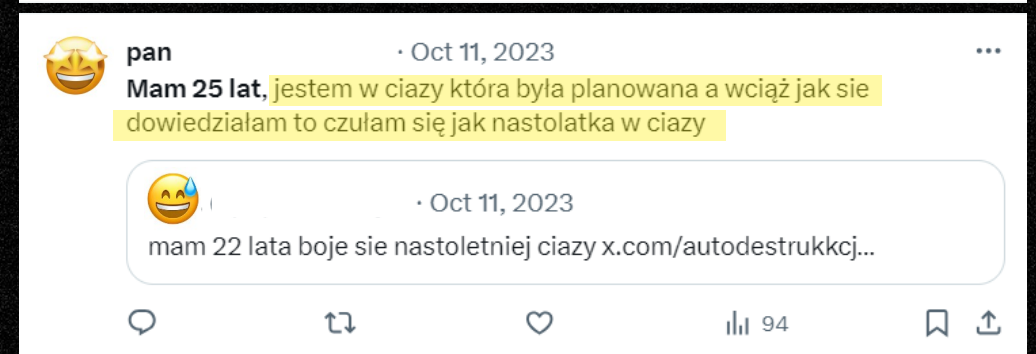 pan · Oct 11, 2023
Mam 25 lat, jestem w ciazy która była planowana a wciąż jak sie
dowiedziałam to czułam się jak nastolatka w ciazy
· Oct 11, 2023
mam 22 lata boje sie nastoletniej ciazy x.com/autodestrukkcj...
94